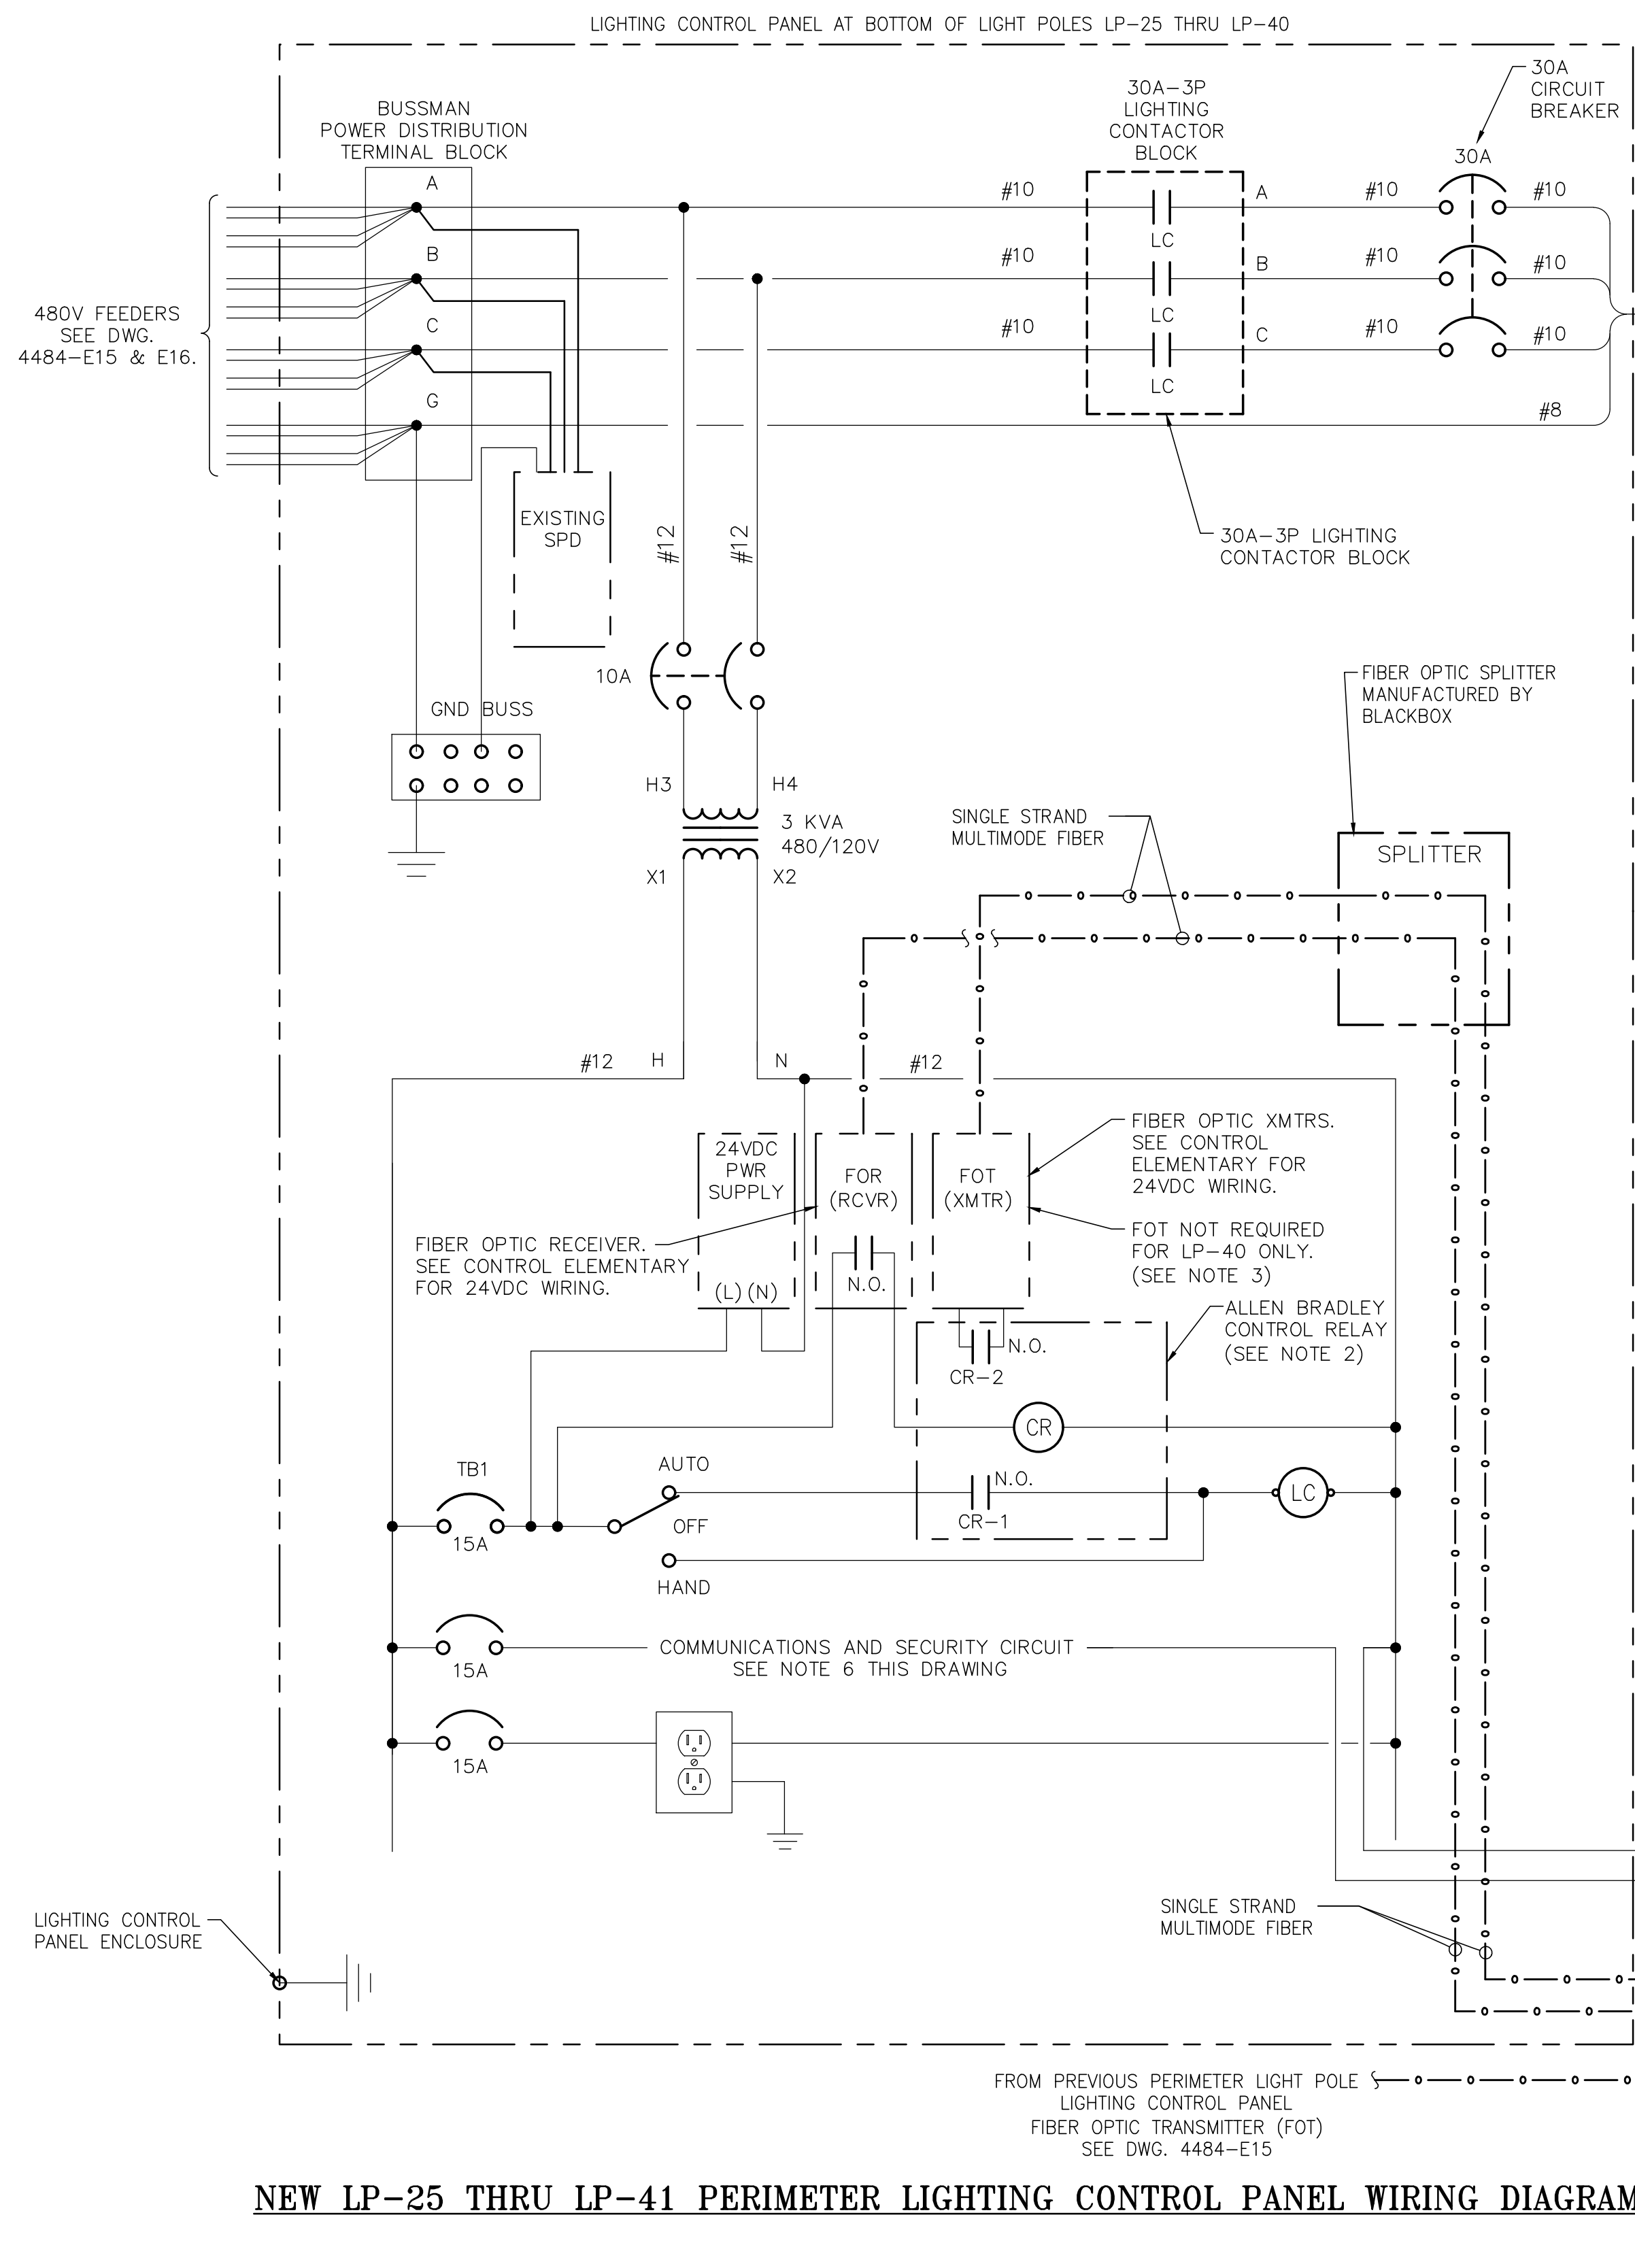 LIGHTING CONTROL PANEL AT BOTTOM OF LIGHT POLES LP-25 THRU LP-40
BUSSMAN
POWER DISTRIBUTION
TERMINAL BLOCK
30A-3P
LIGHTING
CONTACTOR
BLOCK
30A
CIRCUIT
BREAKER
30A
A
#10
A
#10
#10
LC
B
#10
B
#10
#10
LC
C
#10
C
#10
#10
LC
G
#8
480V FEEDERS
SEE DWG.
4484-E15 & E16.
EXISTING
SPD
#12
#12
30A-3P LIGHTING
CONTACTOR BLOCK
10A
GND BUSS
FIBER OPTIC SPLITTER
MANUFACTURED BY
BLACKBOX
H3
H4
3 KVA
480/120V
X1
X2
SINGLE STRAND
MULTIMODE FIBER
SPLITTER
#12
H
N
#12
24VDC
PWR
SUPPLY
(L)
(N)
FOR
(RCVR)
N.O.
FOT
(XMTR)
FIBER OPTIC XMTRS.
SEE CONTROL
ELEMENTARY FOR
24VDC WIRING.
FOT NOT REQUIRED
FOR LP-40 ONLY.
(SEE NOTE 3)
FIBER OPTIC RECEIVER.
SEE CONTROL ELEMENTARY
FOR 24VDC WIRING.
ALLEN BRADLEY
CONTROL RELAY
(SEE NOTE 2)
N.O.
CR-2
CR
TB1
15A
AUTO
OFF
HAND
N.O.
CR-1
LC
15A
COMMUNICATIONS AND SECURITY CIRCUIT
SEE NOTE 6 THIS DRAWING
15A
LIGHTING CONTROL
PANEL ENCLOSURE
SINGLE STRAND
MULTIMODE FIBER
FROM PREVIOUS PERIMETER LIGHT POLE
LIGHTING CONTROL PANEL
FIBER OPTIC TRANSMITTER (FOT)
SEE DWG. 4484-E15
NEW LP-25 THRU LP-41 PERIMETER LIGHTING CONTROL PANEL WIRING DIAGRAM